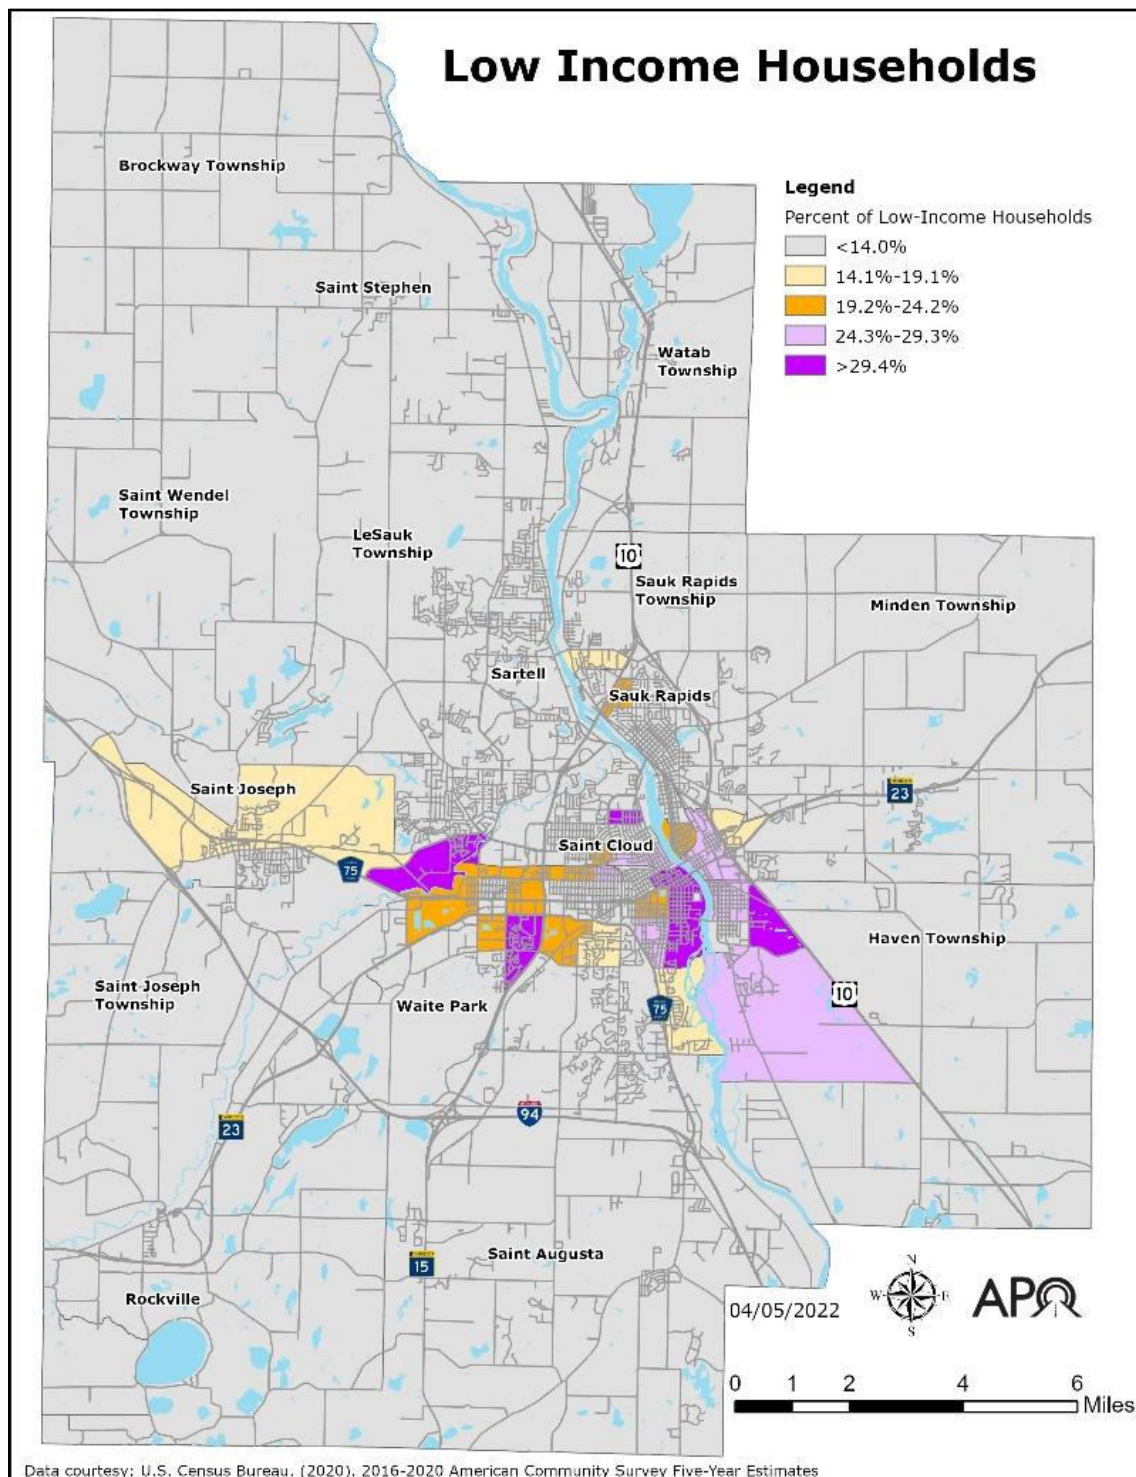 Low Income Households
Legend
Percent of Low-Income Households
<14.0%
14.1%-19.1%
19.2%-24.2%
24.3%-29.3%
>29.4%
Brockway Township
Saint Stephen
Watab
Township
Saint Wendel
Township
LeSauk
Township
10
Sauk Rapids
Township
Minden Township
Sartell
Sauk Rapids
Saint Joseph
23
Saint Cloud
75
Haven Township
Saint Joseph
Township
Waite Park
75
10
94
23
Saint Augusta
15
Rockville
04/05/2022
N
W
E
S
APO
0 1 2 4 6
Miles
Data courtesy: U.S. Census Bureau. (2020). 2016-2020 American Community Survey Five-Year Estimates